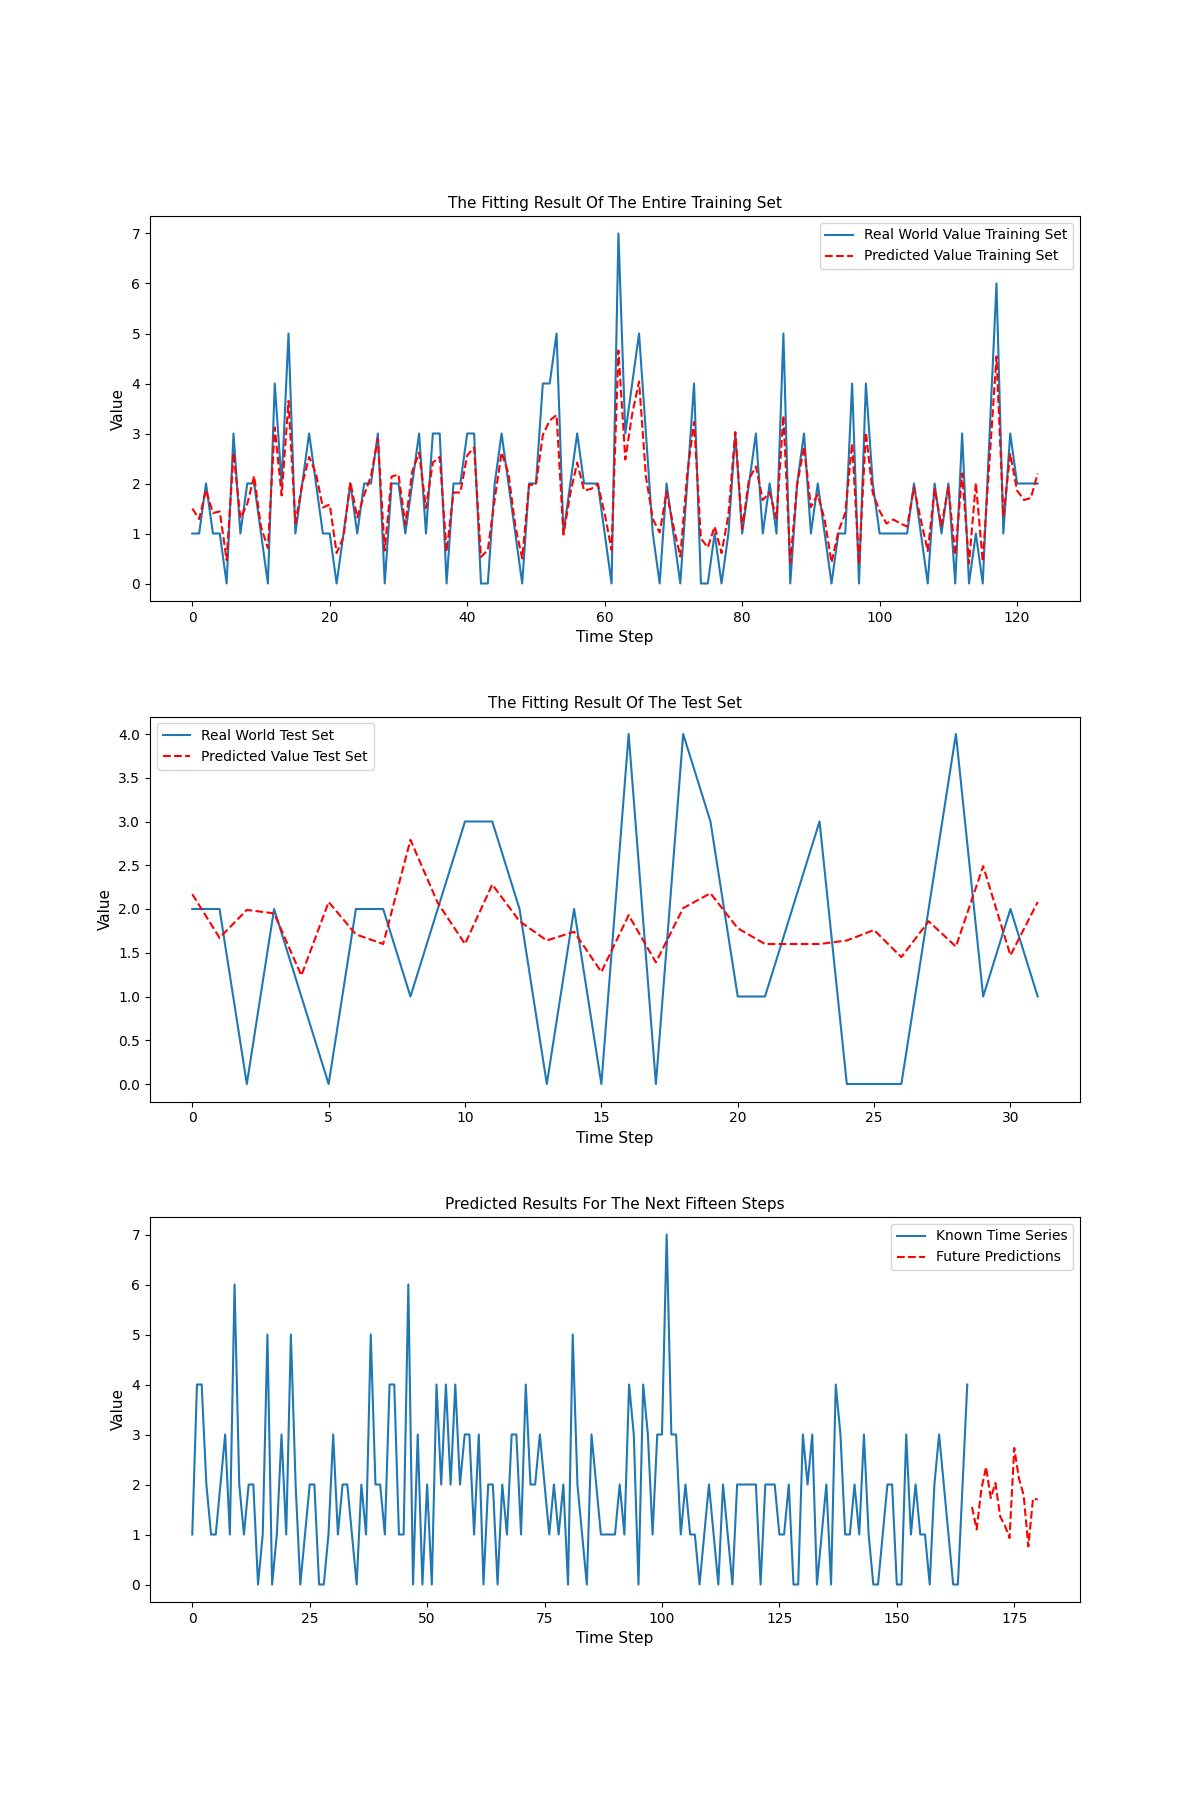 The Fitting Result Of The Entire Training Set
7
6
5
4
3
2
1
0
Value
Real World Value Training Set
Predicted Value Training Set
0 20 40 60 80 100 120
Time Step
The Fitting Result Of The Test Set
4.0
3.5
3.0
2.5
2.0
1.5
1.0
0.5
0.0
Value
Real World Test Set
Predicted Value Test Set
0 5 10 15 20 25 30
Time Step
Predicted Results For The Next Fifteen Steps
7
6
5
4
3
2
1
0
Value
Known Time Series
Future Predictions
0 25 50 75 100 125 150 175
Time Step